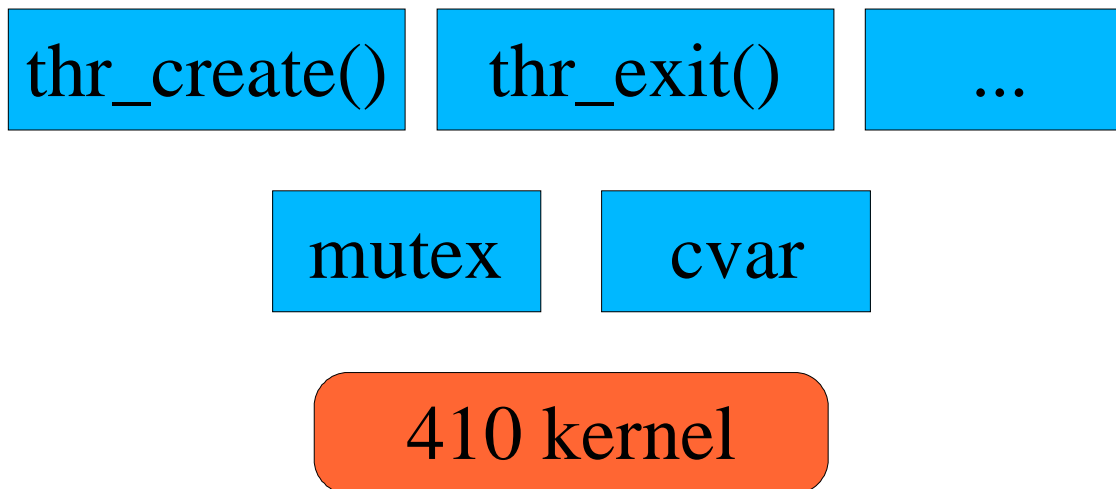 thr_create()
thr_exit()
...
mutex
cvar
410 kernel